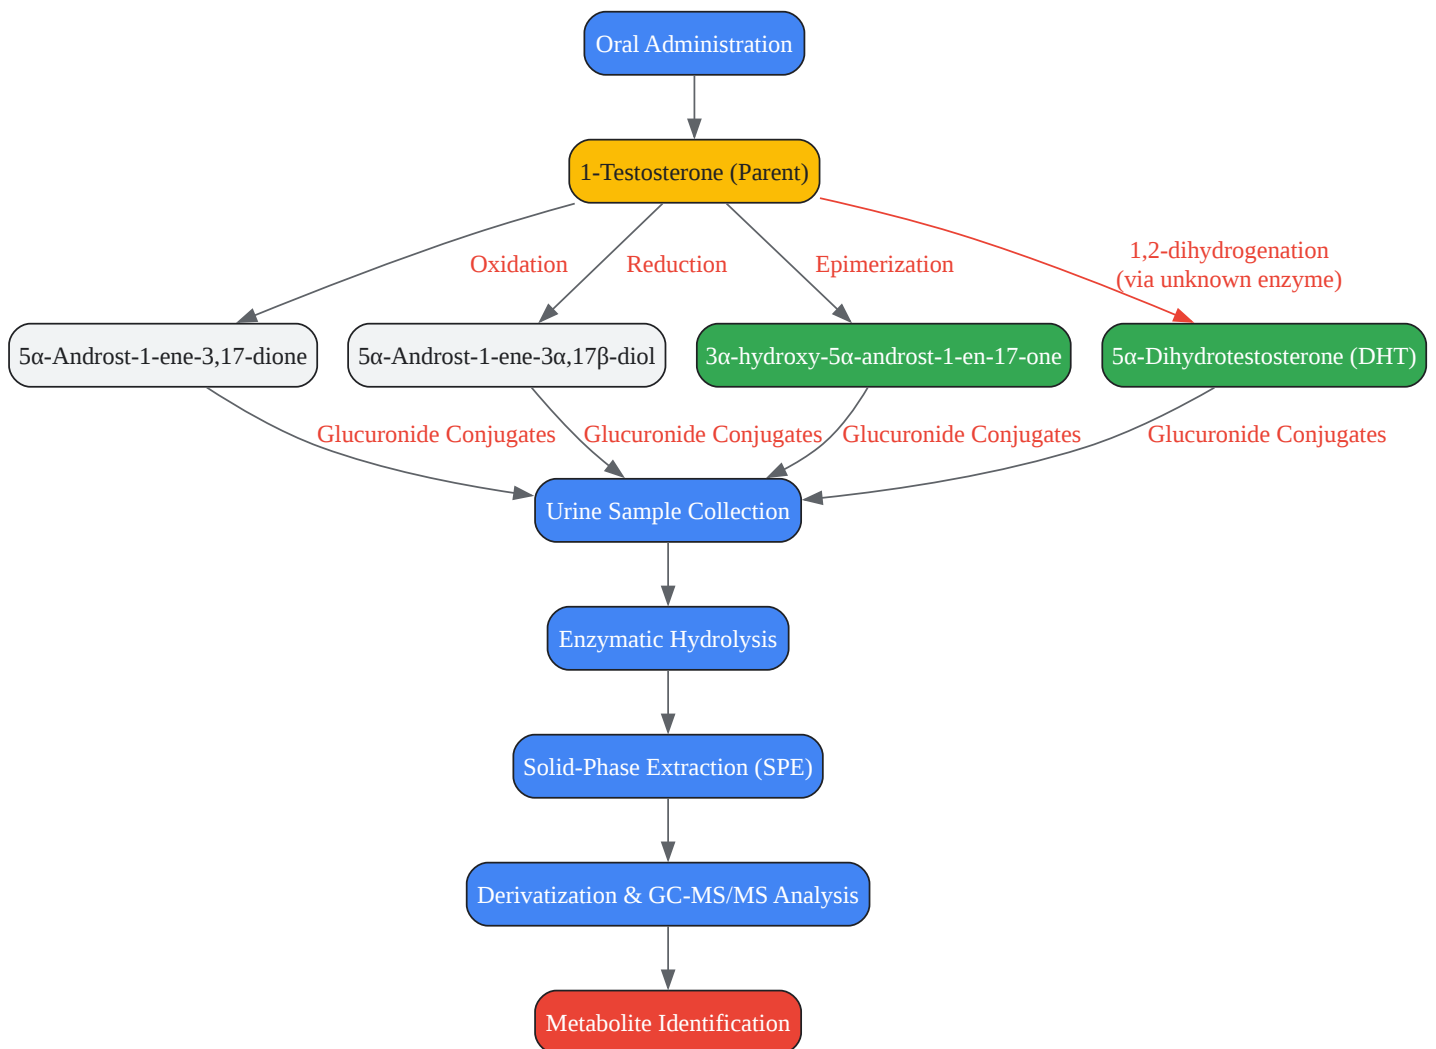 Oral Administration
1-Testosterone (Parent)
Oxidation
Reduction
Epimerization
1,2-dihydrogenation
(via unknown enzyme)
5α-Androst-1-ene-3,17-dione
5α-Androst-1-ene-3α,17β-diol
3α-hydroxy-5α-androst-1-en-17-one
5α-Dihydrotestosterone (DHT)
Glucuronide Conjugates
Glucuronide Conjugates
Glucuronide Conjugates
Glucuronide Conjugates
Urine Sample Collection
Enzymatic Hydrolysis
Solid-Phase Extraction (SPE)
Derivatization & GC-MS/MS Analysis
Metabolite Identification